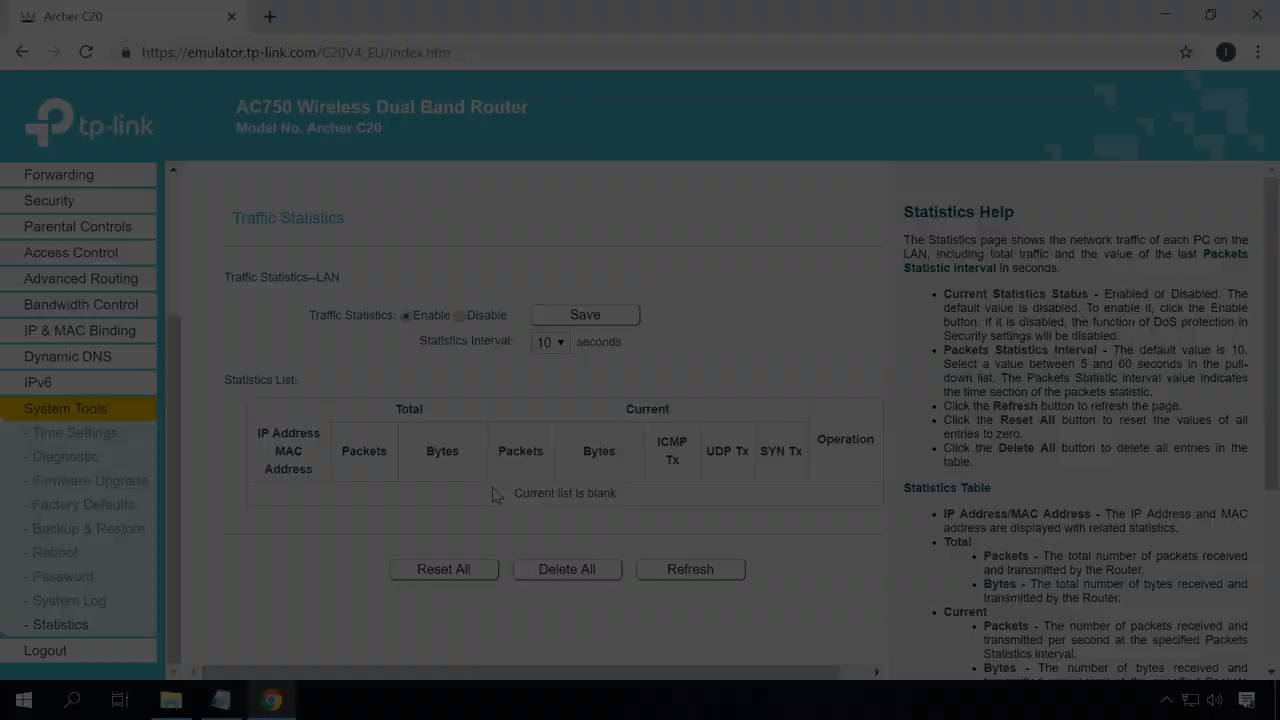 Archer C20
https://emulator.tp-link.com/C20V4_EU/index.htm
tp-link
AC750 Wireless Dual Band Router
Model No. Archer C20
Forwarding
Security
Parental Controls
Access Control
Advanced Routing
Bandwidth Control
IP & MAC Binding
Dynamic DNS
IPv6
System Tools
- Time Settings
- Diagnostic
- Firmware Upgrade
- Factory Defaults
- Backup & Restore
- Reboot
- Password
- System Log
- Statistics
Logout
Traffic Statistics
Traffic Statistics--LAN
Traffic Statistics: Enable Disable Save
Statistics Interval: 10 seconds
Statistics List:
Total Current
IP Address
MAC
Address
Packets Bytes Packets Bytes ICMP
Tx UDP Tx SYN Tx Operation
Current list is blank
Reset All Delete All Refresh
Statistics Help
The Statistics page shows the network traffic of each PC on the
LAN, including total traffic and the value of the last Packets
Statistic interval in seconds.
• Current Statistics Status - Enabled or Disabled. The
default value is disabled. To enable it, click the Enable
button. If it is disabled, the function of DoS protection in
Security settings will be disabled.
• Packets Statistics Interval - The default value is 10.
Select a value between 5 and 60 seconds in the pull-
down list. The Packets Statistic interval value indicates
the time section of the packets statistic.
• Click the Refresh button to refresh the page.
• Click the Reset All button to reset the values of all
entries to zero.
• Click the Delete All button to delete all entries in the
table.
Statistics Table
• IP Address/MAC Address - The IP Address and MAC
address are displayed with related statistics.
• Total
• Packets - The total number of packets received
and transmitted by the Router.
• Bytes - The total number of bytes received and
transmitted by the Router.
• Current
• Packets - The number of packets received and
transmitted per second at the specified Packets
Statistics interval.
• Bytes - The number of bytes received and